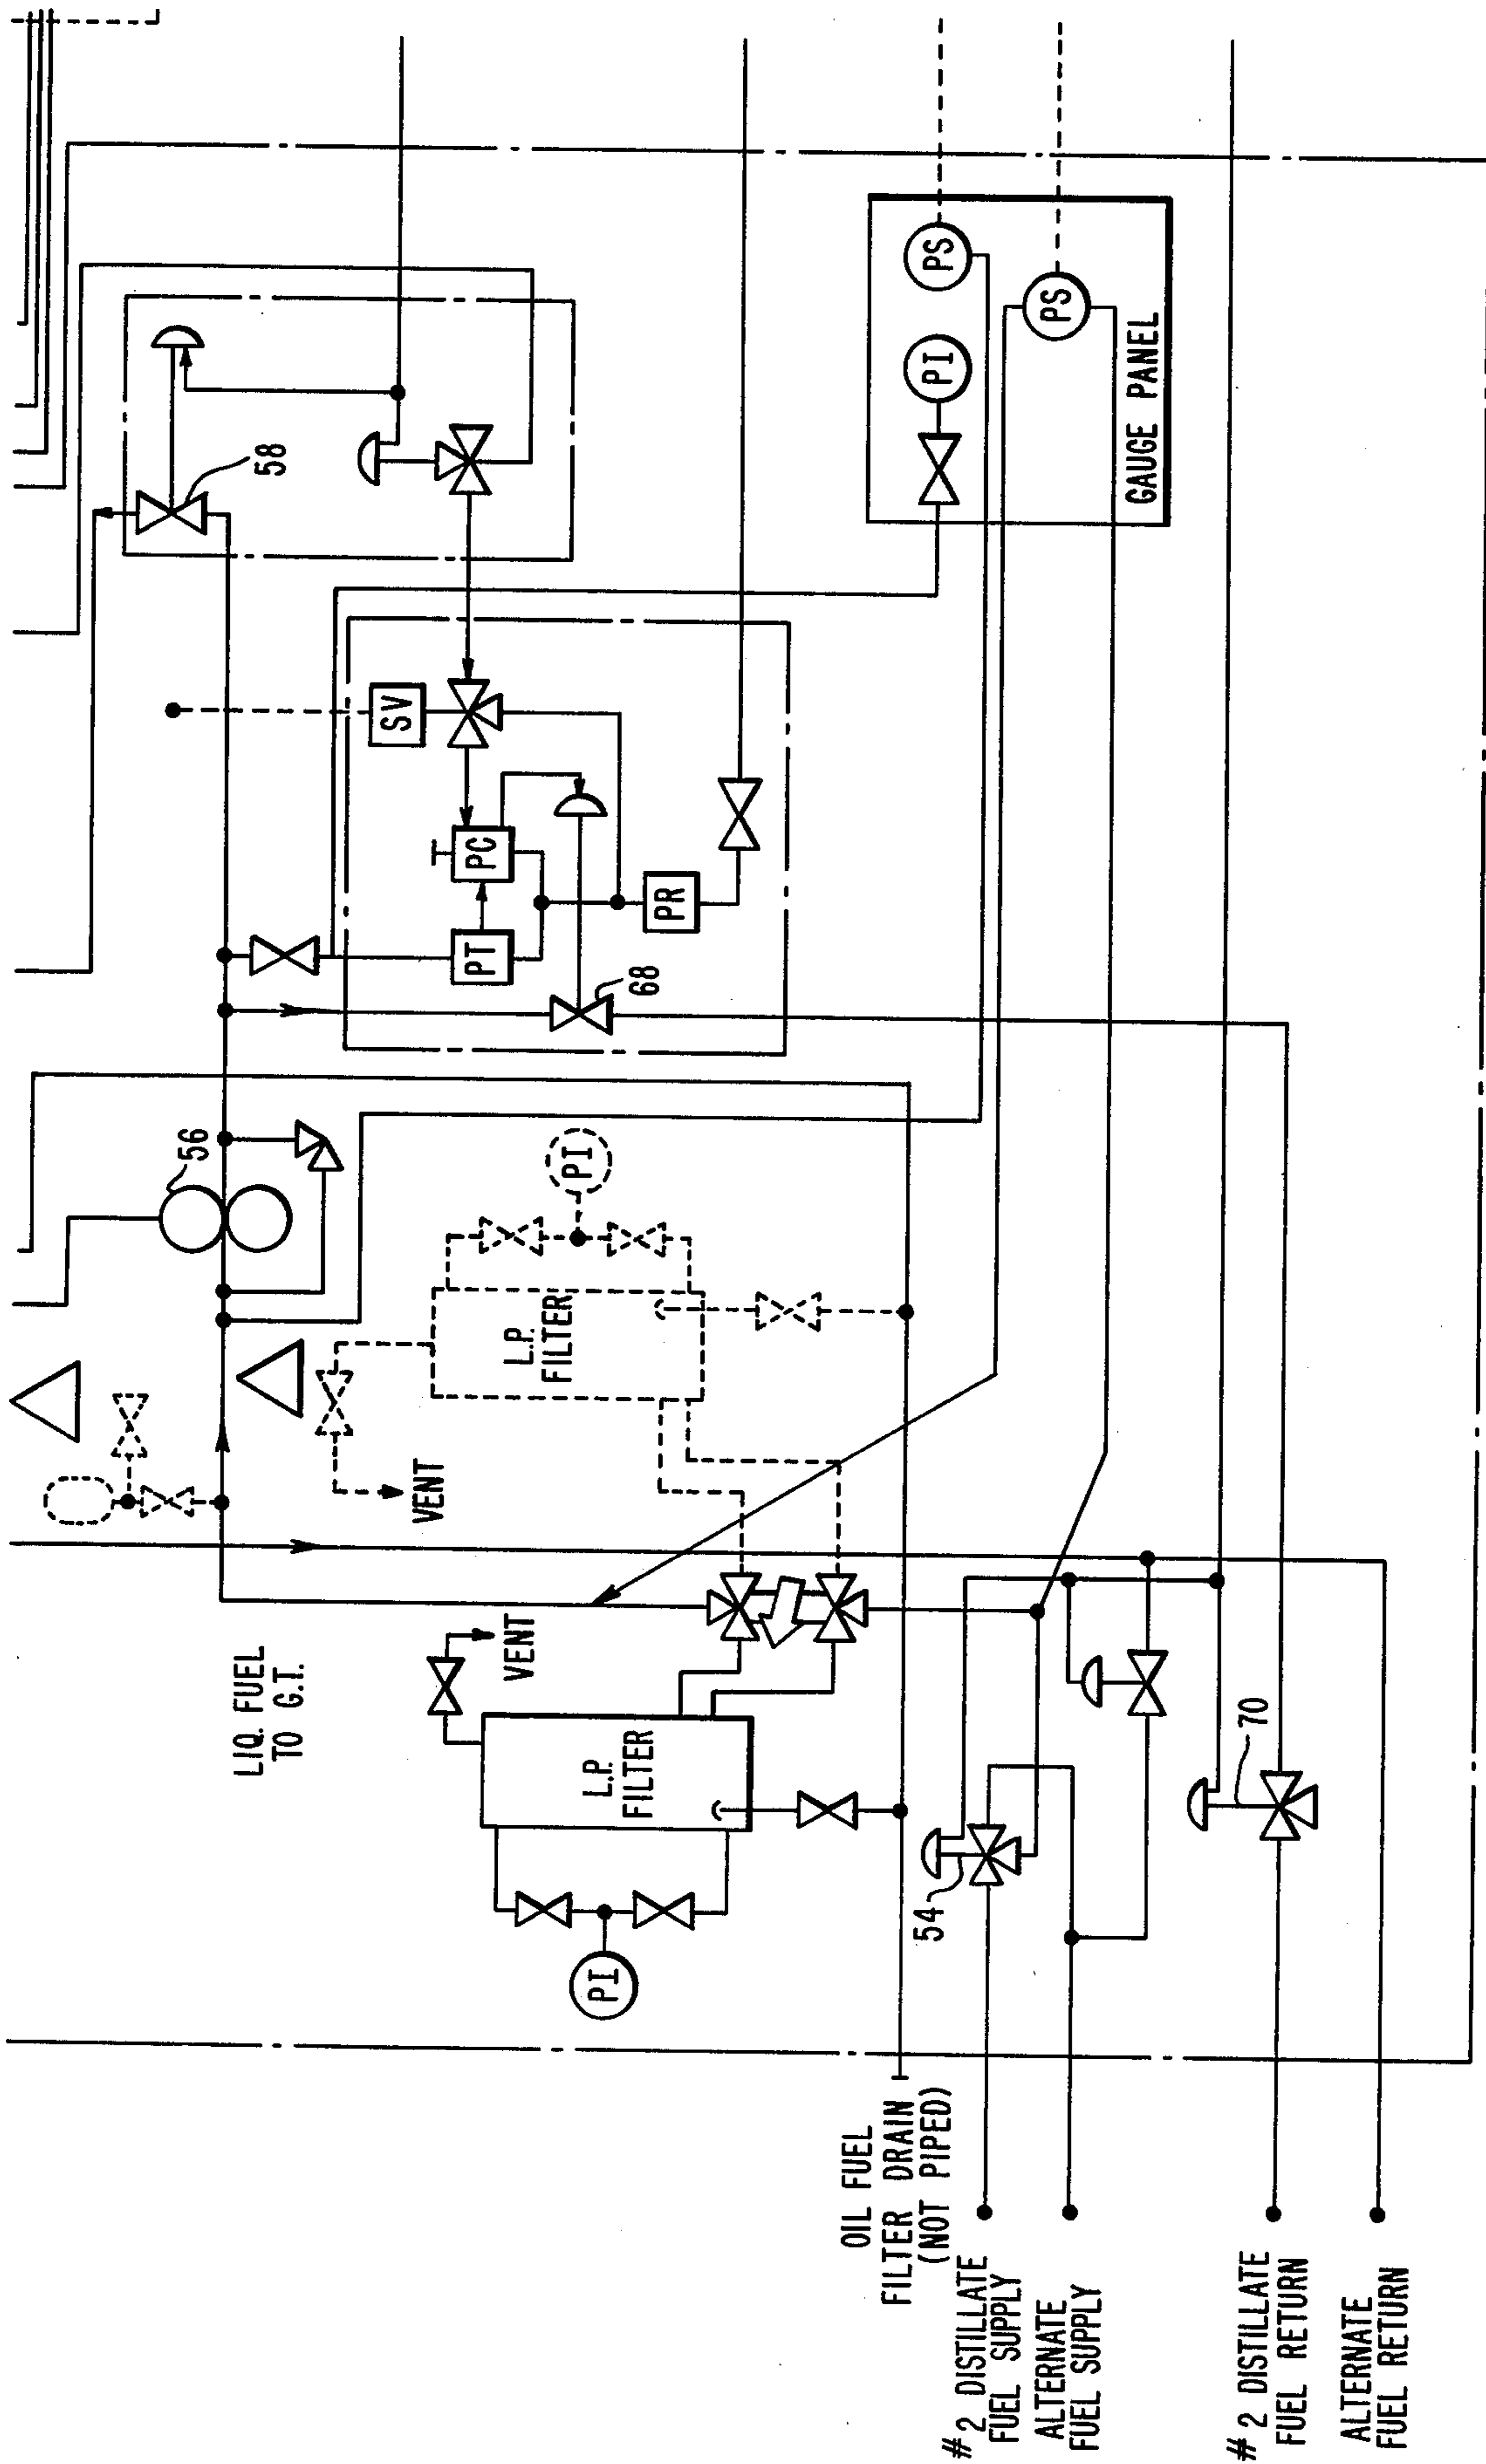 LIQ. FUEL
TO G.T.
56
58
VENT
VENT
L.P.
FILTER
L.P.
FILTER
PI
PI
SV
PT
PC
PR
68
PI
PS
PS
GAUGE PANEL
OIL FUEL
FILTER DRAIN
(NOT PIPED)
54
70
#2 DISTILLATE
FUEL SUPPLY
ALTERNATE
FUEL SUPPLY
#2 DISTILLATE
FUEL RETURN
ALTERNATE
FUEL RETURN